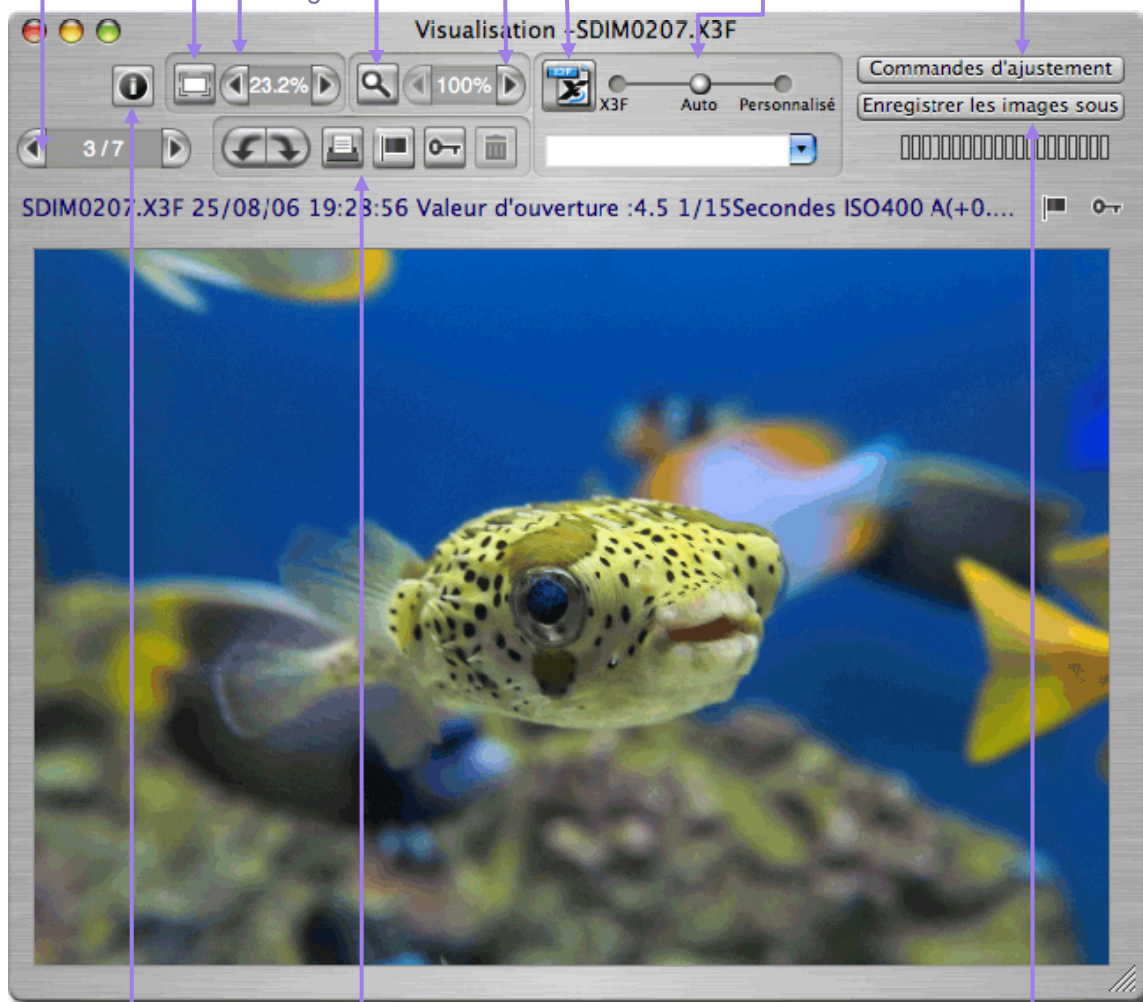 Visualisation -SDIM0207.X3F
23.2%
100%
X3F
X3F
Auto
Personnalisé
Commandes d'ajustement
Enregistrer les images sous
3 / 7
SDIM0207.X3F 25/08/06 19:28:56 Valeur d'ouverture :4.5 1/15Secondes ISO400 A(+0....